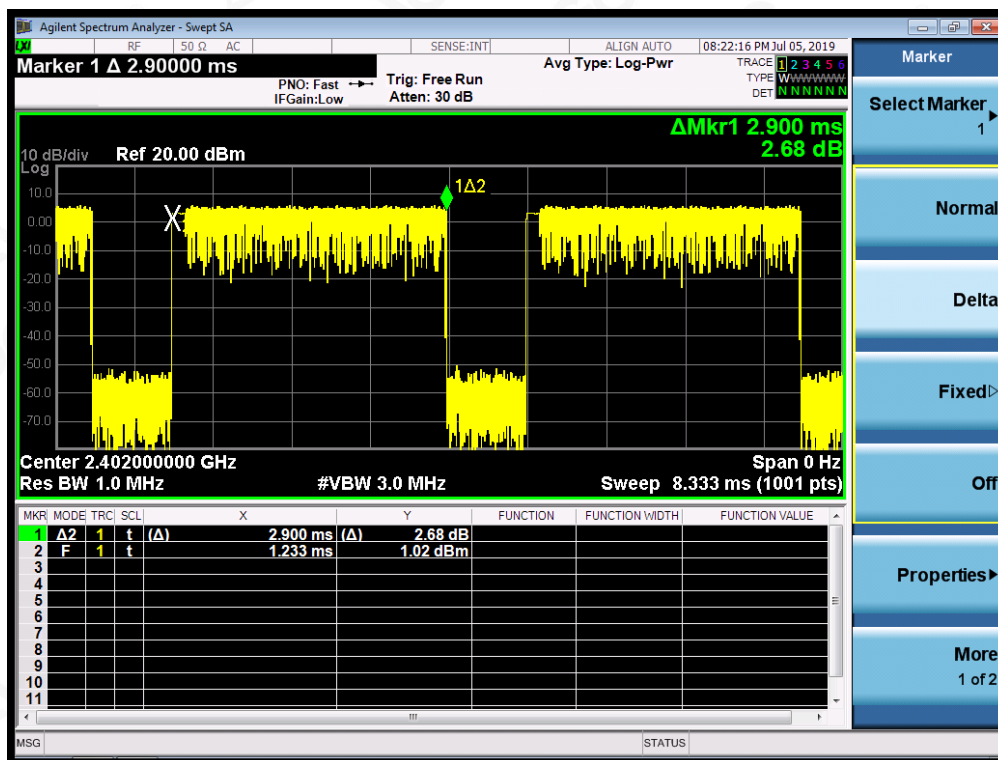 Agilent Spectrum Analyzer - Swept SA
LXI RF 50 Ω AC SENSE:INT ALIGN AUTO 08:22:16 PM Jul 05, 2019
Marker 1 Δ 2.90000 ms
PNO: Fast
IFGain:Low
Trig: Free Run
Atten: 30 dB
Avg Type: Log-Pwr
TRACE 1 2 3 4 5 6
TYPE WWWWWWW
DET N N N N N N
ΔMkr1 2.900 ms
2.68 dB
10 dB/div Ref 20.00 dBm
Log
10.0
0.00
-10.0
-20.0
-30.0
-40.0
-50.0
-60.0
-70.0
X
1Δ2
Center 2.402000000 GHz Span 0 Hz
Res BW 1.0 MHz #VBW 3.0 MHz Sweep 8.333 ms (1001 pts)
MKR MODE TRC SCL X Y FUNCTION FUNCTION WIDTH FUNCTION VALUE
1 Δ2 1 t (Δ) 2.900 ms (Δ) 2.68 dB
2 F 1 t 1.233 ms 1.02 dBm
3
4
5
6
7
8
9
10
11
MSG STATUS
Marker
Select Marker
1
Normal
Delta
Fixed
Off
Properties
More
1 of 2